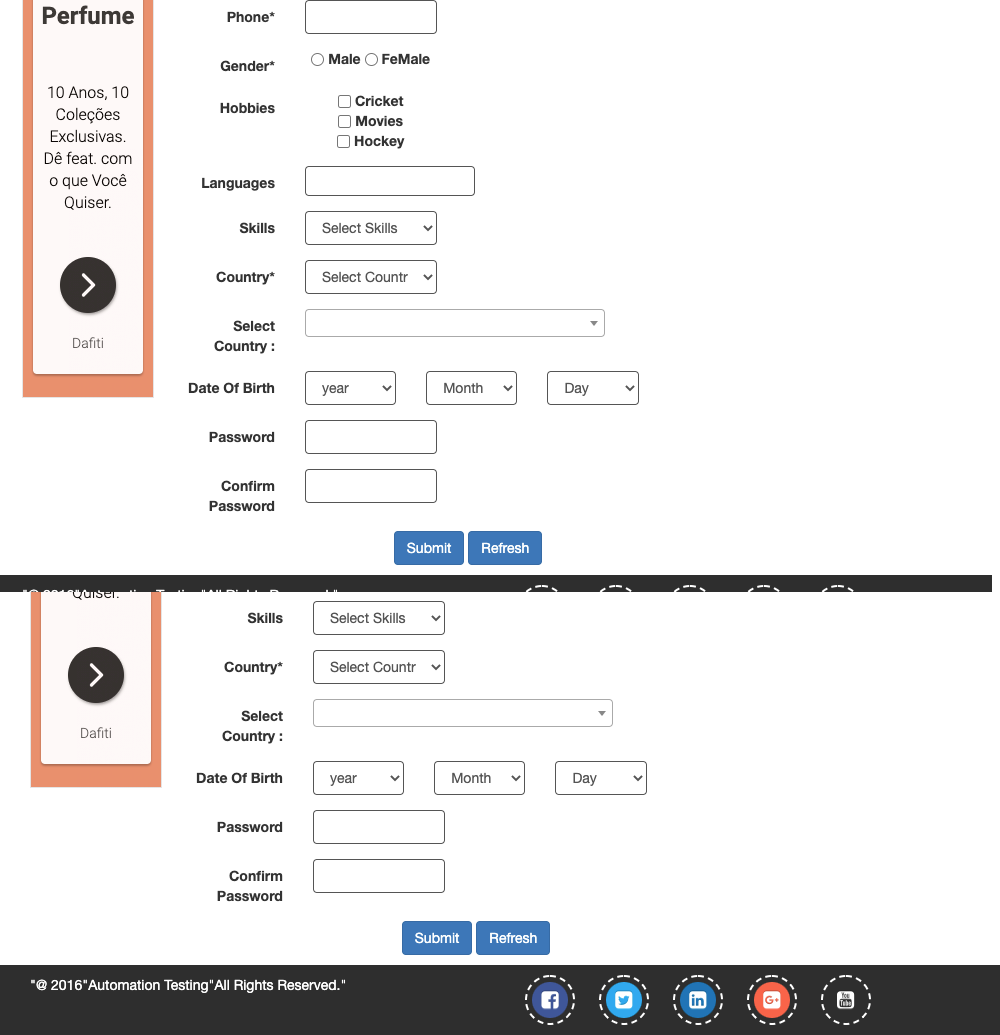 Perfume
10 Anos, 10
Coleções
Exclusivas.
Dê feat. com
o que Você
Quiser.
Dafiti
Phone*
Gender* Male FeMale
Hobbies Cricket
Movies
Hockey
Languages
Skills Select Skills
Country* Select Countr
Select
Country :
Date Of Birth year Month Day
Password
Confirm
Password
Submit Refresh
Quiser.
Dafiti
Skills Select Skills
Country* Select Countr
Select
Country :
Date Of Birth year Month Day
Password
Confirm
Password
Submit Refresh
"@ 2016"Automation Testing"All Rights Reserved."
f in G+ You Tube